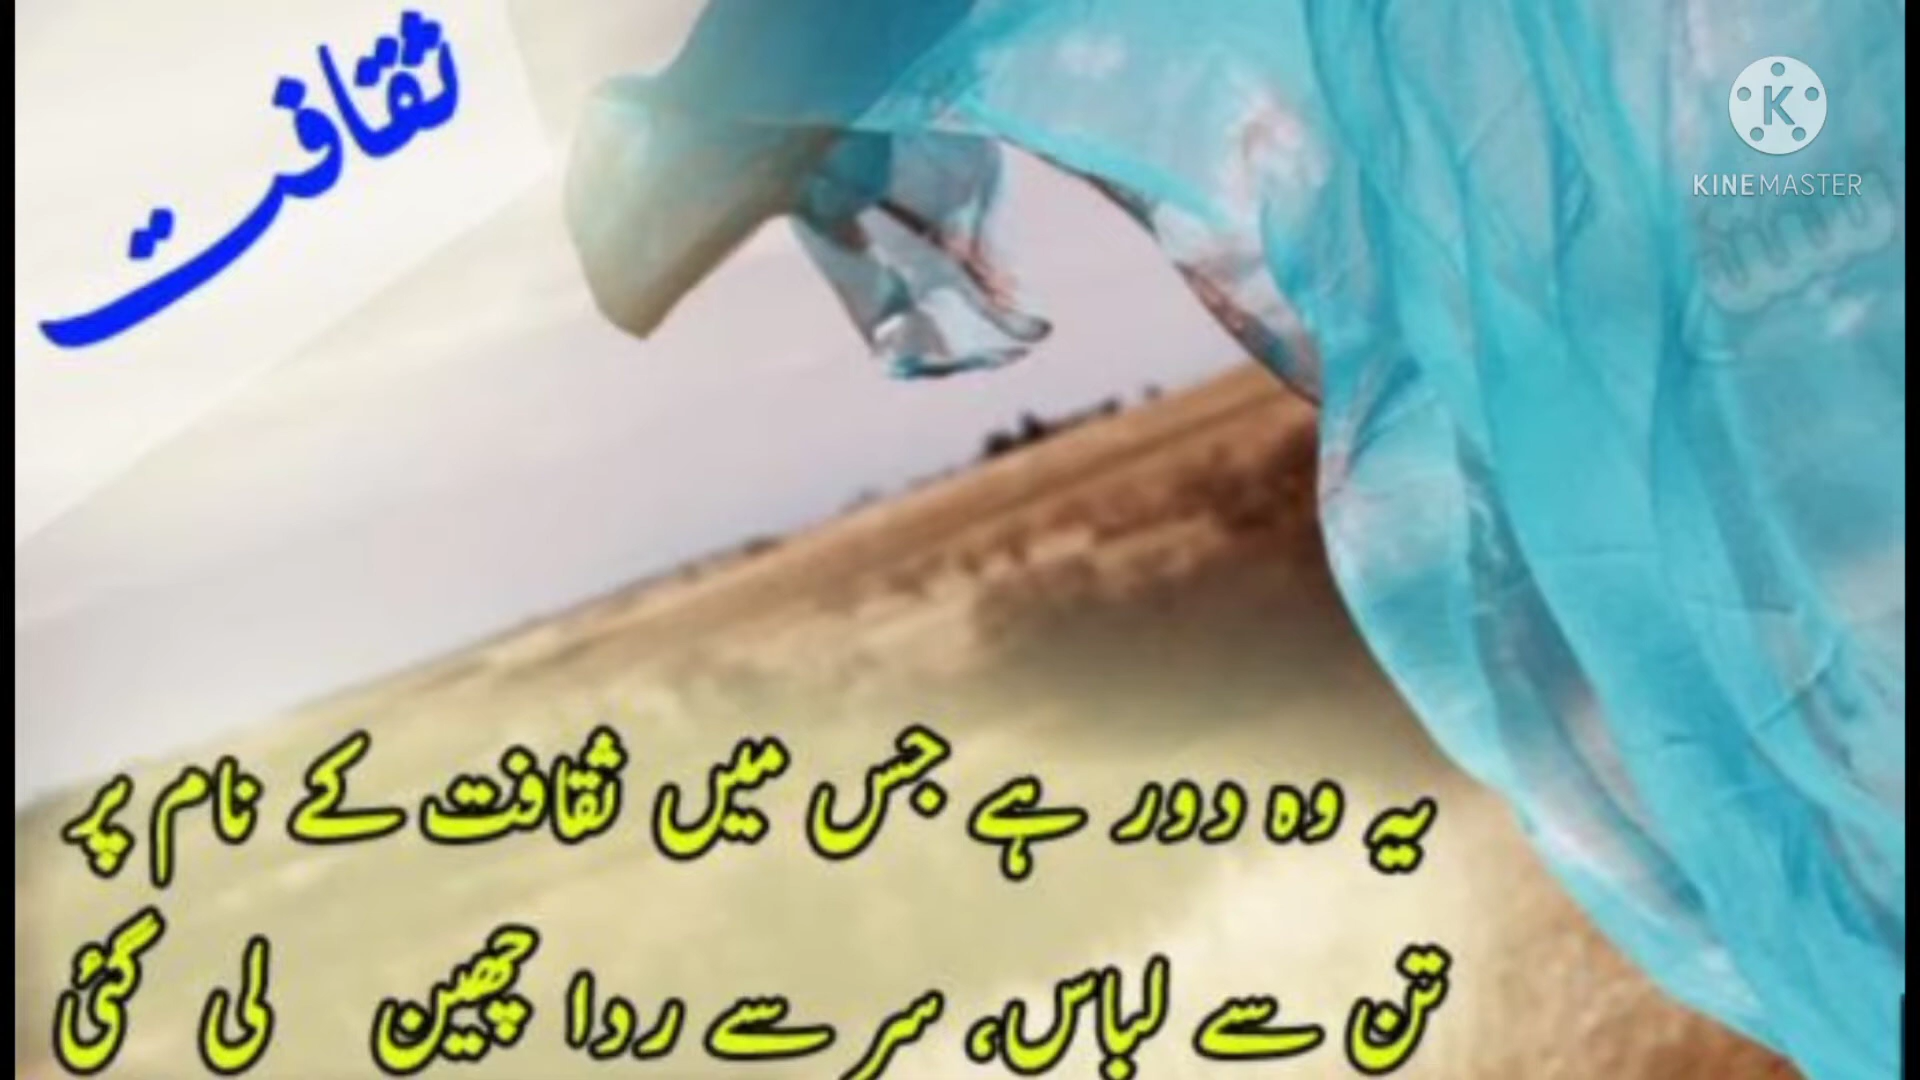 ثقافت
KINEMASTER
یہ وہ دور ہے جس میں ثقافت کے نام پر
تن سے لباس، سر سے ردا چھین لی گئی